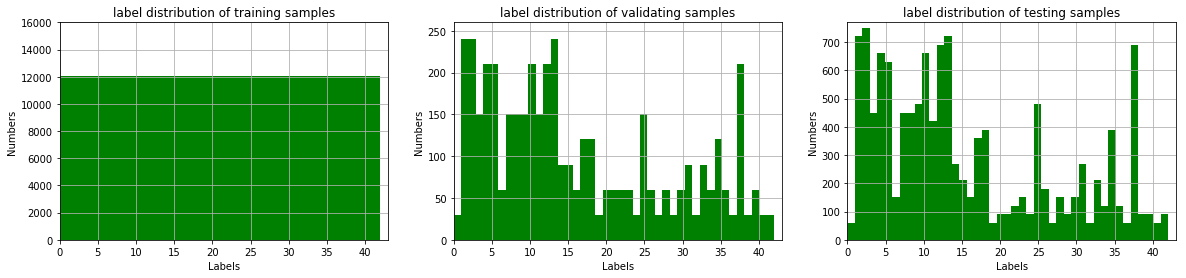 label distribution of training samples
16000
14000
12000
10000
8000
6000
4000
2000
0
Numbers
0 5 10 15 20 25 30 35 40
Labels
label distribution of validating samples
250
200
150
100
50
0
Numbers
0 5 10 15 20 25 30 35 40
Labels
label distribution of testing samples
700
600
500
400
300
200
100
0
Numbers
0 5 10 15 20 25 30 35 40
Labels